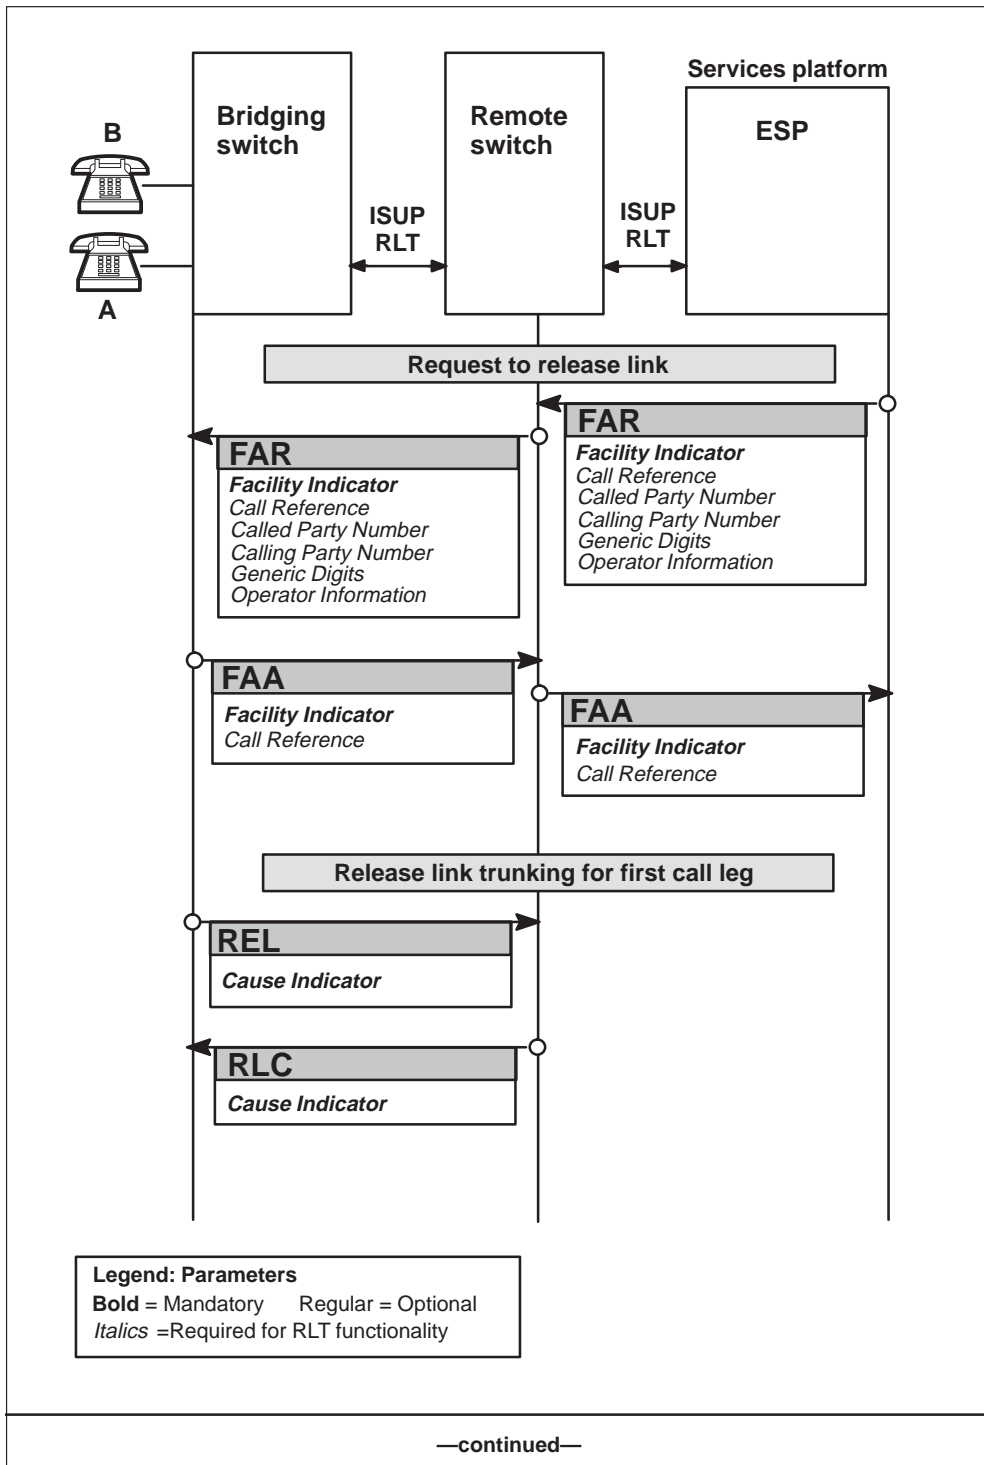 Services platform
Bridging
switch
Remote
switch
ESP
B
A
ISUP
RLT
ISUP
RLT
Request to release link
FAR
Facility Indicator
Call Reference
Called Party Number
Calling Party Number
Generic Digits
Operator Information
FAR
Facility Indicator
Call Reference
Called Party Number
Calling Party Number
Generic Digits
Operator Information
FAA
Facility Indicator
Call Reference
FAA
Facility Indicator
Call Reference
Release link trunking for first call leg
REL
Cause Indicator
RLC
Cause Indicator
Legend: Parameters
Bold = Mandatory Regular = Optional
Italics =Required for RLT functionality
—continued—